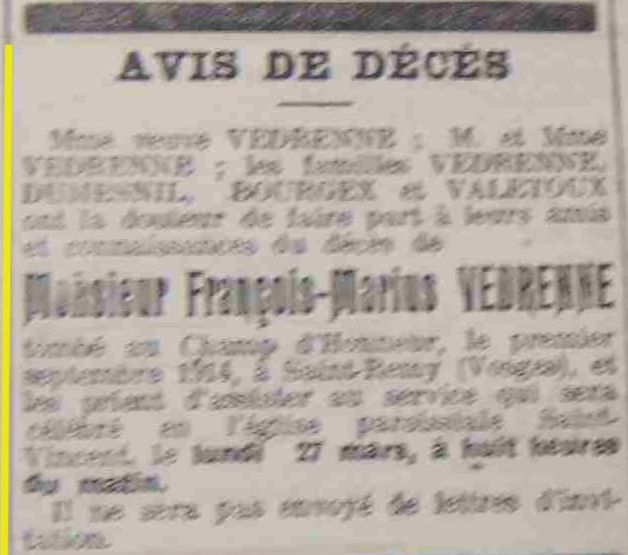 AVIS DE DÉCÉS
Mme veuve VEDRENNE ; M. et Mme
VEDRENNE ; les familles VEDRENNE,
DUMESNIL, BOURGEX et VALETOUX
ont la douleur de faire part à leurs amis
et connaissances du décès de
Monsieur François-Marius VEDRENNE
tombé au Champ d'Honneur, le premier
septembre 1914, à Saint-Remy (Vosges), et
les prient d'assister au service qui sera
célébré en l'église paroissiale Saint-
Vincent, le lundi 27 mars, à huit heures
du matin.
Il ne sera pas envoyé de lettres d'invi-
tation.